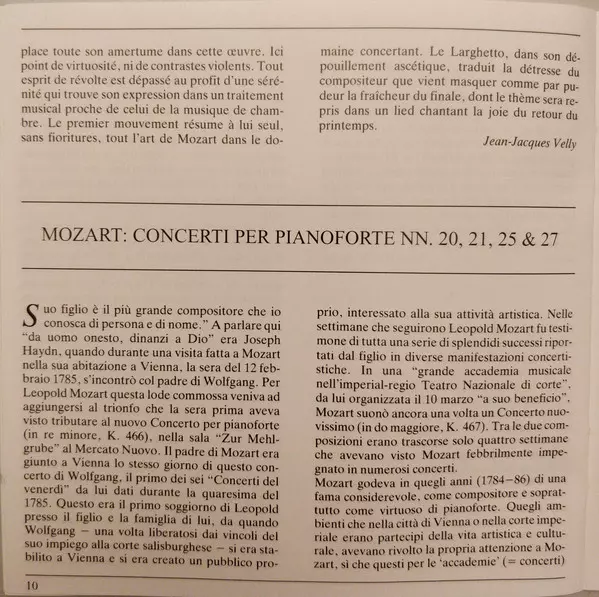 place toute son amertume dans cette œuvre. Ici
point de virtuosité, ni de contrastes violents. Tout
esprit de révolte est dépassé au profit d'une séré-
nité qui trouve son expression dans un traitement
musical proche de celui de la musique de cham-
bre. Le premier mouvement résume à lui seul,
sans fioritures, tout l'art de Mozart dans le do-
maine concertant. Le Larghetto, dans son dé-
pouillement ascétique, traduit la détresse du
compositeur que vient masquer comme par pu-
deur la fraîcheur du finale, dont le thème sera re-
pris dans un lied chantant la joie du retour du
printemps.
Jean-Jacques Velly
MOZART: CONCERTI PER PIANOFORTE NN. 20, 21, 25 & 27
Suo figlio è il più grande compositore che io
conosca di persona e di nome." A parlare qui
"da uomo onesto, dinanzi a Dio" era Joseph
Haydn, quando durante una visita fatta a Mozart
nella sua abitazione a Vienna, la sera del 12 feb-
braio 1785, s'incontrò col padre di Wolfgang. Per
Leopold Mozart questa lode commossa veniva ad
aggiungersi al trionfo che la sera prima aveva
visto tributare al nuovo Concerto per pianoforte
(in re minore, K. 466), nella sala "Zur Mehl-
grube" al Mercato Nuovo. Il padre di Mozart era
giunto a Vienna lo stesso giorno di questo con-
certo di Wolfgang, il primo dei sei "Concerti del
venerdì" da lui dati durante la quaresima del
1785. Questo era il primo soggiorno di Leopold
presso il figlio e la famiglia di lui, da quando
Wolfgang – una volta liberatosi dai vincoli del
suo impiego alla corte salisburghese – si era sta-
bilito a Vienna e si era creato un pubblico pro-
prio, interessato alla sua attività artistica. Nelle
settimane che seguirono Leopold Mozart fu testi-
mone di tutta una serie di splendidi successi ripor-
tati dal figlio in diverse manifestazioni concerti-
stiche. In una "grande accademia musicale
nell'imperial-regio Teatro Nazionale di corte",
da lui organizzata il 10 marzo "a suo beneficio",
Mozart suonò ancora una volta un Concerto nuo-
vissimo (in do maggiore, K. 467). Tra le due com-
posizioni erano trascorse solo quattro settimane
che avevano visto Mozart febbrilmente impe-
gnato in numerosi concerti.
Mozart godeva in quegli anni (1784–86) di una
fama considerevole, come compositore e soprat-
tutto come virtuoso di pianoforte. Quegli am-
bienti che nella città di Vienna o nella corte impe-
riale erano partecipi della vita artistica e cultu-
rale, avevano rivolto la propria attenzione a Mo-
zart, sì che questi per le 'accademie' (= concerti)
10